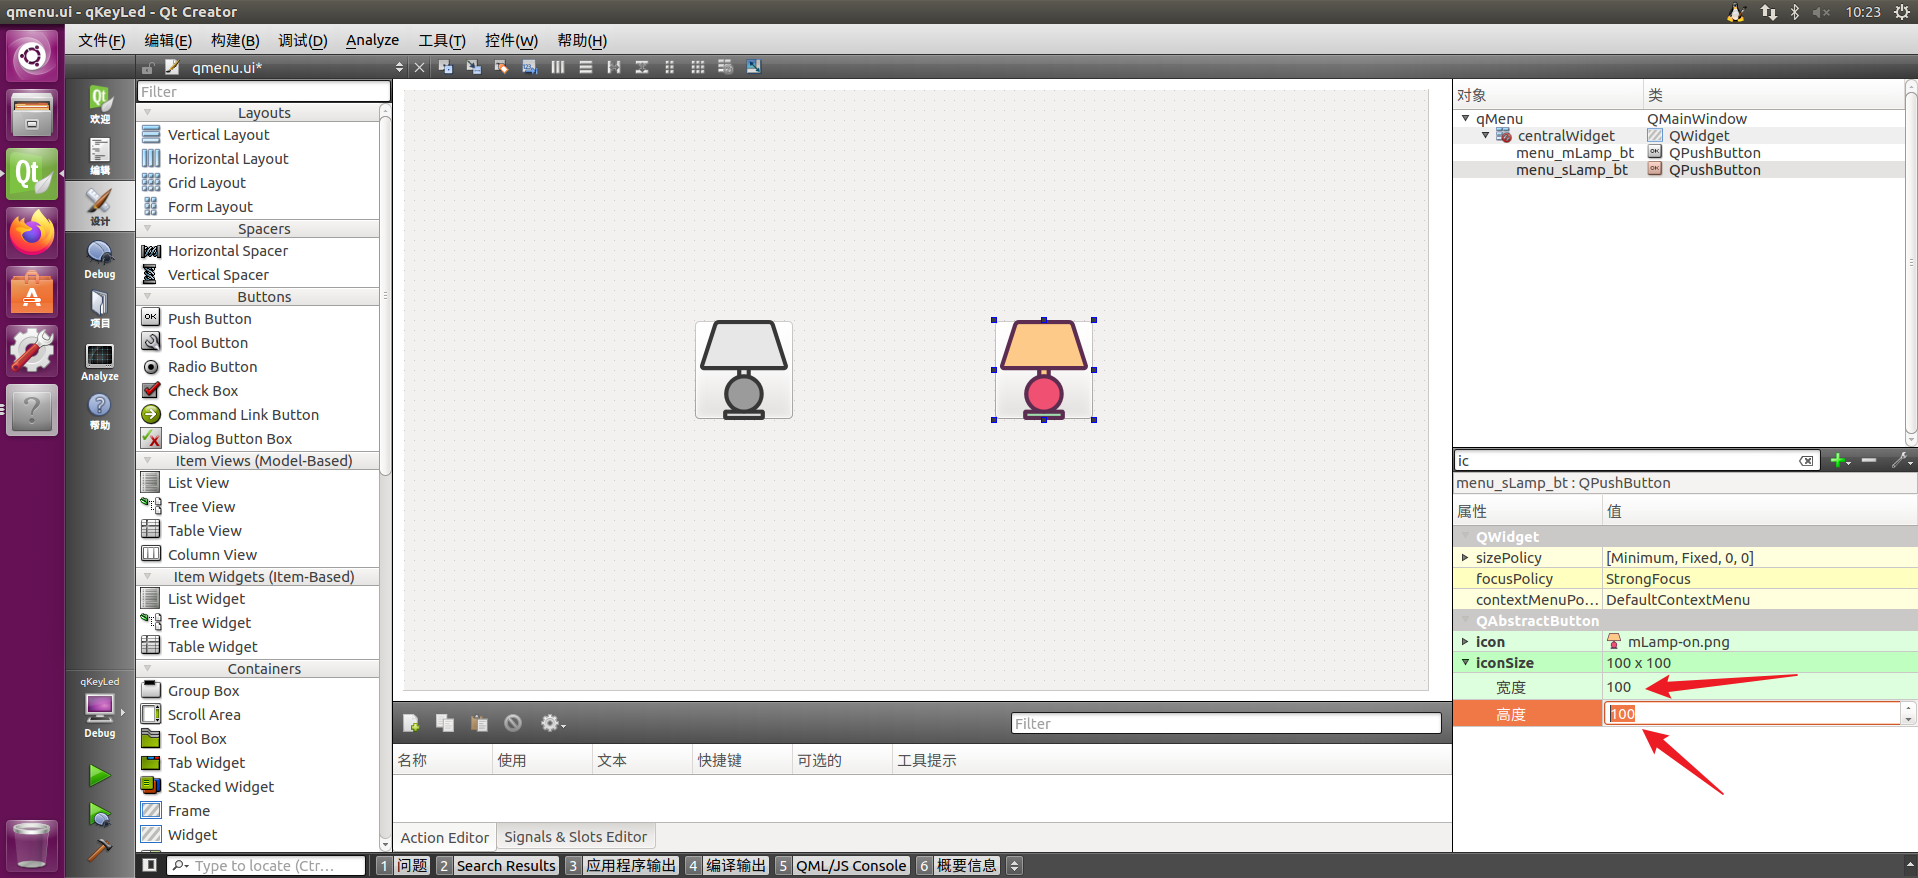 qmenu.ui - qKeyLed - Qt Creator
10:23
文件(F) 编辑(E) 构建(B) 调试(D) Analyze 工具(T) 控件(W) 帮助(H)
qmenu.ui*
欢迎
编辑
设计
Debug
项目
Analyze
帮助
qKeyLed
Debug
Filter
Layouts
Vertical Layout
Horizontal Layout
Grid Layout
Form Layout
Spacers
Horizontal Spacer
Vertical Spacer
Buttons
Push Button
Tool Button
Radio Button
Check Box
Command Link Button
Dialog Button Box
Item Views (Model-Based)
List View
Tree View
Table View
Column View
Item Widgets (Item-Based)
List Widget
Tree Widget
Table Widget
Containers
Group Box
Scroll Area
Tool Box
Tab Widget
Stacked Widget
Frame
Widget
对象 类
qMenu QMainWindow
centralWidget QWidget
menu_mLamp_bt QPushButton
menu_sLamp_bt QPushButton
ic
menu_sLamp_bt : QPushButton
属性 值
QWidget
sizePolicy [Minimum, Fixed, 0, 0]
focusPolicy StrongFocus
contextMenuPo... DefaultContextMenu
QAbstractButton
icon mLamp-on.png
iconSize 100 x 100
宽度 100
高度 100
Filter
名称 使用 文本 快捷键 可选的 工具提示
Action Editor Signals & Slots Editor
Type to locate (Ctr... 1 问题 2 Search Results 3 应用程序输出 4 编译输出 5 QML/JS Console 6 概要信息